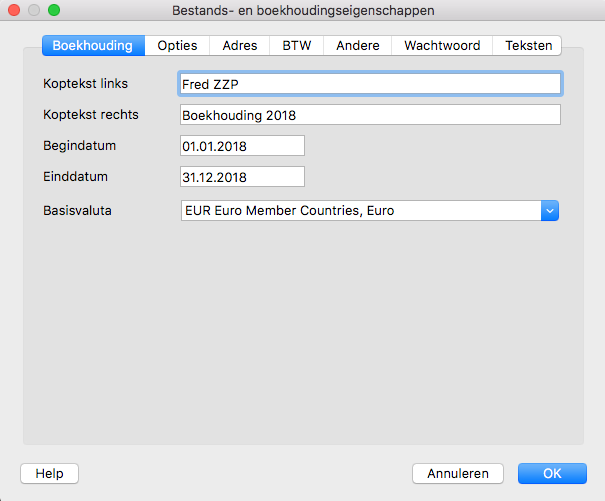 Bestands- en boekhoudingseigenschappen
Boekhouding Opties Adres BTW Andere Wachtwoord Teksten
Koptekst links Fred ZZP
Koptekst rechts Boekhouding 2018
Begindatum 01.01.2018
Einddatum 31.12.2018
Basisvaluta EUR Euro Member Countries, Euro
Help Annuleren OK